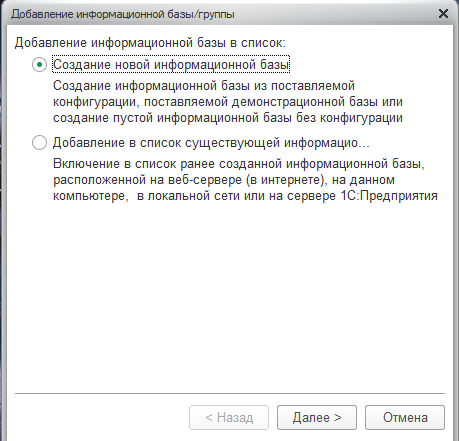 Добавление информационной базы/группы
Добавление информационной базы в список:
Создание новой информационной базы
Создание информационной базы из поставляемой
конфигурации, поставляемой демонстрационной базы или
создание пустой информационной базы без конфигурации
Добавление в список существующей информацио...
Включение в список ранее созданной информационной базы,
расположенной на веб-сервере (в интернете), на данном
компьютере, в локальной сети или на сервере 1С:Предприятия
< Назад
Далее >
Отмена